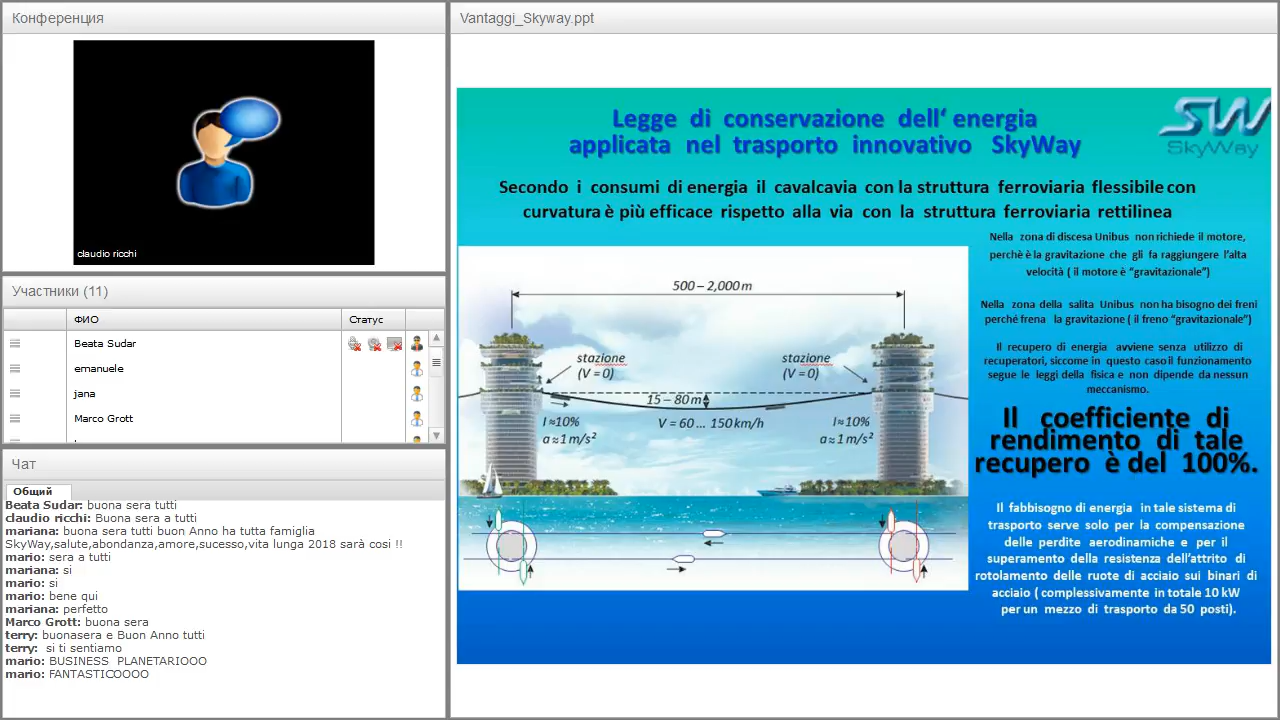 Конференция
claudio ricchi
Участники (11)
ФИО
Статус
Beata Sudar
emanuele
jana
Marco Grott
Чат
Общий
Beata Sudar: buona sera tutti
claudio ricchi: Buona sera a tutti
mariana: buona sera tutti buon Anno ha tutta famiglia
SkyWay,salute,abondanza,amore,sucesso,vita lunga 2018 sarà cosi !!
mario: sera a tutti
mariana: si
mario: si
mario: bene qui
mariana: perfetto
Marco Grott: buona sera
terry: buonasera e Buon Anno tutti
terry: si ti sentiamo
mario: BUSINESS PLANETARIOOO
mario: FANTASTICOOOO
Vantaggi_Skyway.ppt
SW
SkyWay
Legge di conservazione dell' energia
applicata nel trasporto innovativo SkyWay
Secondo i consumi di energia il cavalcavia con la struttura ferroviaria flessibile con
curvatura è più efficace rispetto alla via con la struttura ferroviaria rettilinea
500 – 2,000 m
stazione
(V = 0)
stazione
(V = 0)
15 – 80 m
I ≈10%
a ≈ 1 m/s²
V = 60 ... 150 km/h
I ≈10%
a ≈ 1 m/s²
Nella zona di discesa Unibus non richiede il motore,
perchè è la gravitazione che gli fa raggiungere l'alta
velocità ( il motore è "gravitazionale")
Nella zona della salita Unibus non ha bisogno dei freni
perché frena la gravitazione ( il freno "gravitazionale")
Il recupero di energia avviene senza utilizzo di
recuperatori, siccome in questo caso il funzionamento
segue le leggi della fisica e non dipende da nessun
meccanismo.
Il coefficiente di
rendimento di tale
recupero è del 100%.
Il fabbisogno di energia in tale sistema di
trasporto serve solo per la compensazione
delle perdite aerodinamiche e per il
superamento della resistenza dell'attrito di
rotolamento delle ruote di acciaio sui binari di
acciaio ( complessivamente in totale 10 kW
per un mezzo di trasporto da 50 posti).